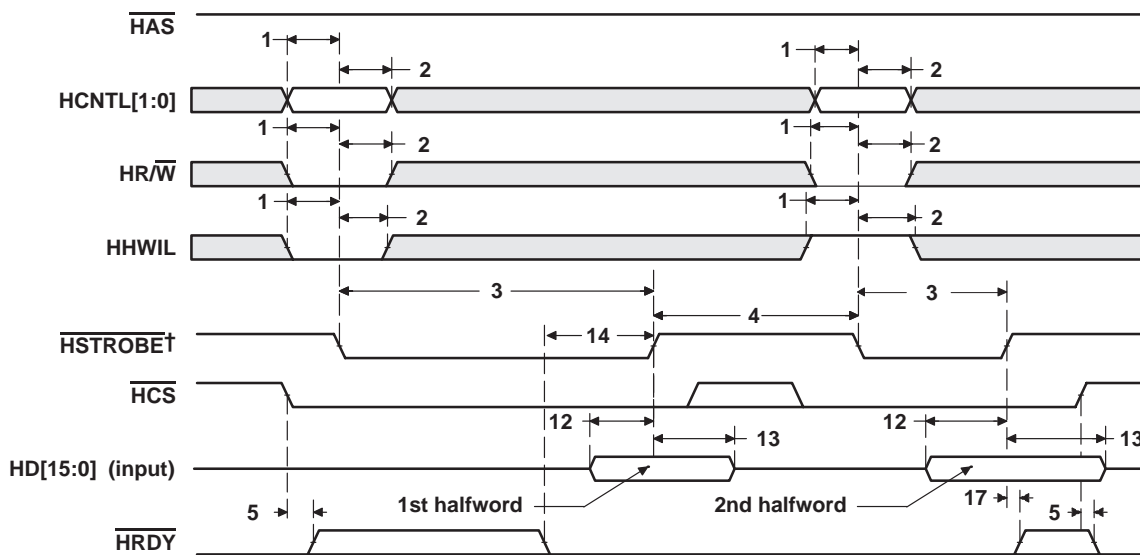 HAS
1
1
2
2
HCNTL[1:0]
1
1
2
2
HR/W
1
1
2
2
HHWIL
3
3
4
14
HSTROBE†
HCS
12
12
13
13
HD[15:0] (input)
1st halfword
2nd halfword
17
5
5
HRDY